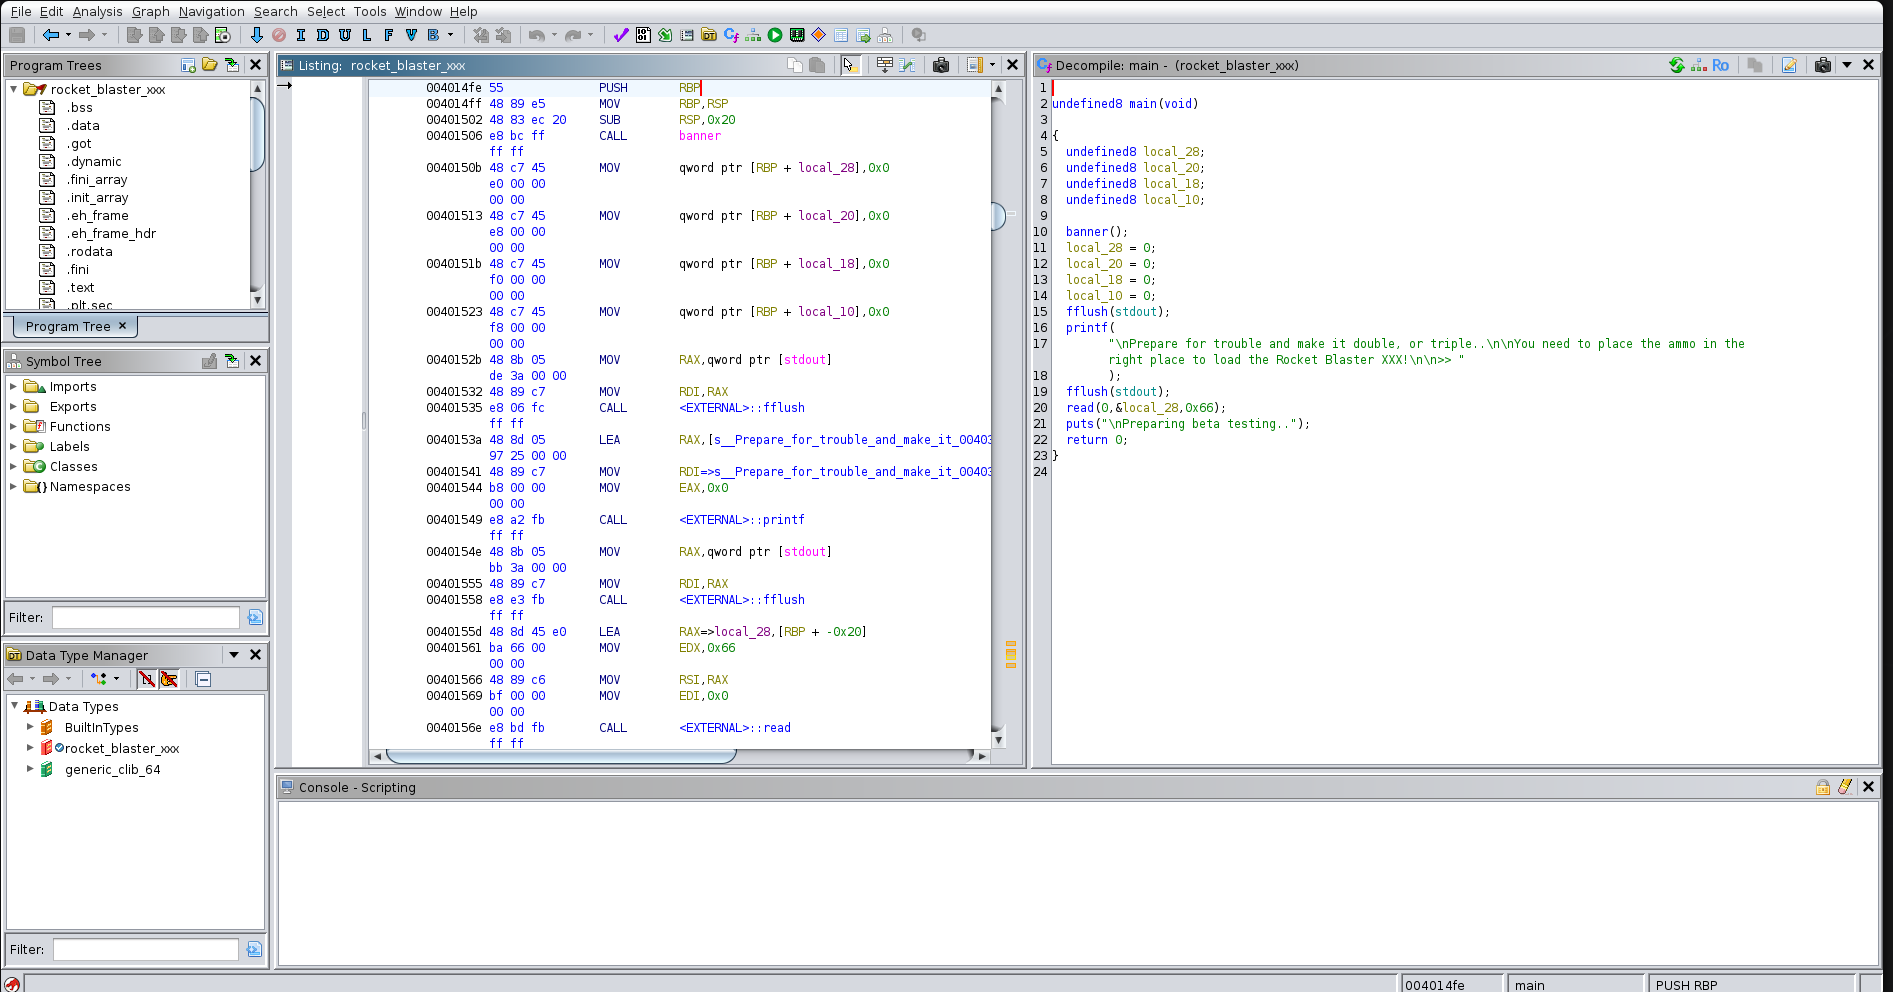 File Edit Analysis Graph Navigation Search Select Tools Window Help
I D U L F V B
Program Trees
rocket_blaster_xxx
.bss
.data
.got
.dynamic
.fini_array
.init_array
.eh_frame
.eh_frame_hdr
.rodata
.fini
.text
.plt.sec
Program Tree ×
Symbol Tree
Imports
Exports
Functions
Labels
Classes
Namespaces
Filter:
Data Type Manager
Data Types
BuiltInTypes
rocket_blaster_xxx
generic_clib_64
Filter:
Listing: rocket_blaster_xxx
004014fe 55 PUSH RBP
004014ff 48 89 e5 MOV RBP,RSP
00401502 48 83 ec 20 SUB RSP,0x20
00401506 e8 bc ff CALL banner
ff ff
0040150b 48 c7 45 MOV qword ptr [RBP + local_28],0x0
e0 00 00
00 00
00401513 48 c7 45 MOV qword ptr [RBP + local_20],0x0
e8 00 00
00 00
0040151b 48 c7 45 MOV qword ptr [RBP + local_18],0x0
f0 00 00
00 00
00401523 48 c7 45 MOV qword ptr [RBP + local_10],0x0
f8 00 00
00 00
0040152b 48 8b 05 MOV RAX,qword ptr [stdout]
de 3a 00 00
00401532 48 89 c7 MOV RDI,RAX
00401535 e8 06 fc CALL <EXTERNAL>::fflush
ff ff
0040153a 48 8d 05 LEA RAX,[s__Prepare_for_trouble_and_make_it_00403
97 25 00 00
00401541 48 89 c7 MOV RDI=>s__Prepare_for_trouble_and_make_it_00403
00401544 b8 00 00 MOV EAX,0x0
00 00
00401549 e8 a2 fb CALL <EXTERNAL>::printf
ff ff
0040154e 48 8b 05 MOV RAX,qword ptr [stdout]
bb 3a 00 00
00401555 48 89 c7 MOV RDI,RAX
00401558 e8 e3 fb CALL <EXTERNAL>::fflush
ff ff
0040155d 48 8d 45 e0 LEA RAX=>local_28,[RBP + -0x20]
00401561 ba 66 00 MOV EDX,0x66
00 00
00401566 48 89 c6 MOV RSI,RAX
00401569 bf 00 00 MOV EDI,0x0
00 00
0040156e e8 bd fb CALL <EXTERNAL>::read
ff ff
Decompile: main - (rocket_blaster_xxx)
Ro
1
2 undefined8 main(void)
3
4 {
5 undefined8 local_28;
6 undefined8 local_20;
7 undefined8 local_18;
8 undefined8 local_10;
9
10 banner();
11 local_28 = 0;
12 local_20 = 0;
13 local_18 = 0;
14 local_10 = 0;
15 fflush(stdout);
16 printf(
17 "\nPrepare for trouble and make it double, or triple..\n\nYou need to place the ammo in the
right place to load the Rocket Blaster XXX!\n\n>> "
18 );
19 fflush(stdout);
20 read(0,&local_28,0x66);
21 puts("\nPreparing beta testing..");
22 return 0;
23 }
24
Console - Scripting
004014fe main PUSH RBP